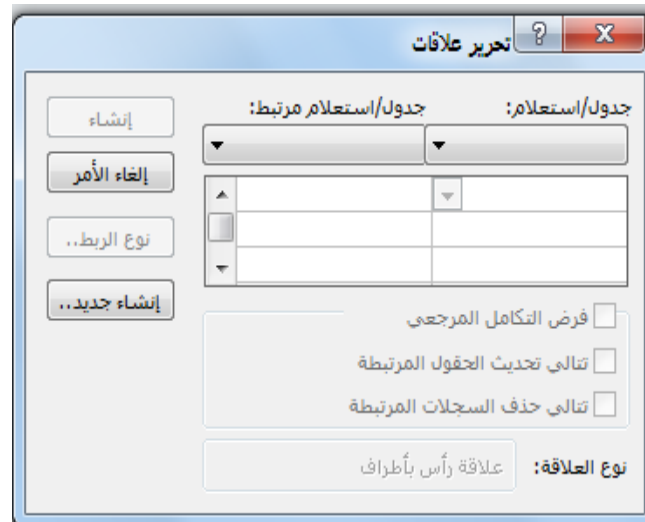 تحرير علاقات
جدول/استعلام: جدول/استعلام مرتبط:
إنشاء
إلغاء الأمر
نوع الربط..
إنشاء جديد..
فرض التكامل المرجعي
تتالي تحديث الحقول المرتبطة
تتالي حذف السجلات المرتبطة
نوع العلاقة: علاقة رأس بأطراف